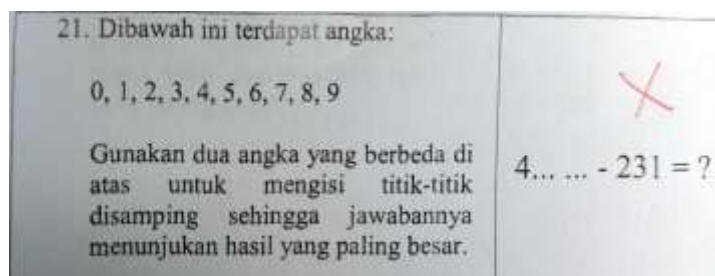 21. Dibawah ini terdapat angka:
0, 1, 2, 3, 4, 5, 6, 7, 8, 9
Gunakan dua angka yang berbeda di
atas untuk mengisi titik-titik
disamping sehingga jawabannya
menunjukan hasil yang paling besar.
4... ... - 231 = ?